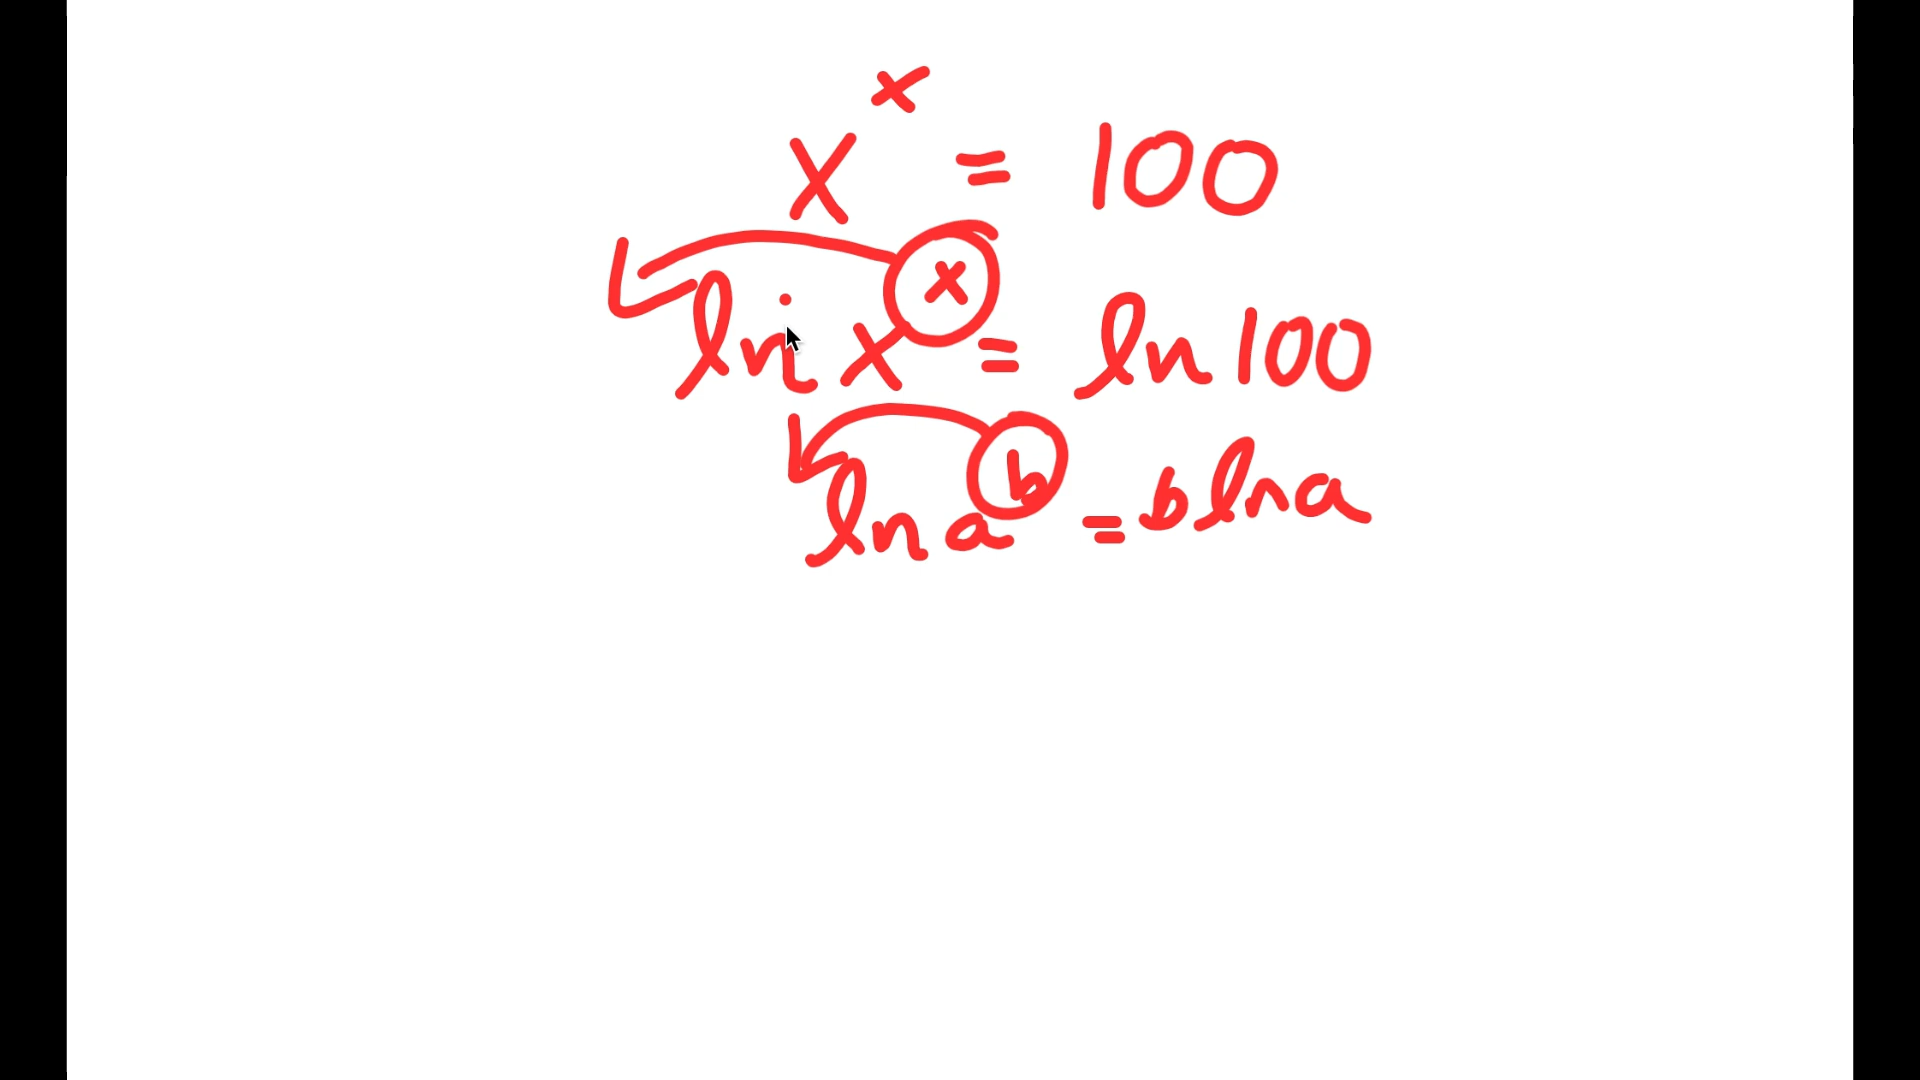 x^x = 100
ln x^x = ln 100
ln a^b = b ln a